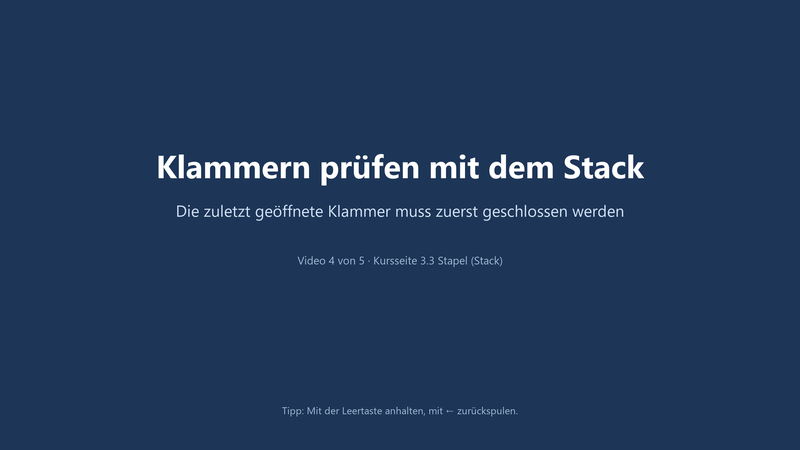 Klammern prüfen mit dem Stack
Die zuletzt geöffnete Klammer muss zuerst geschlossen werden
Video 4 von 5 · Kursseite 3.3 Stapel (Stack)
Tipp: Mit der Leertaste anhalten, mit ← zurückspulen.